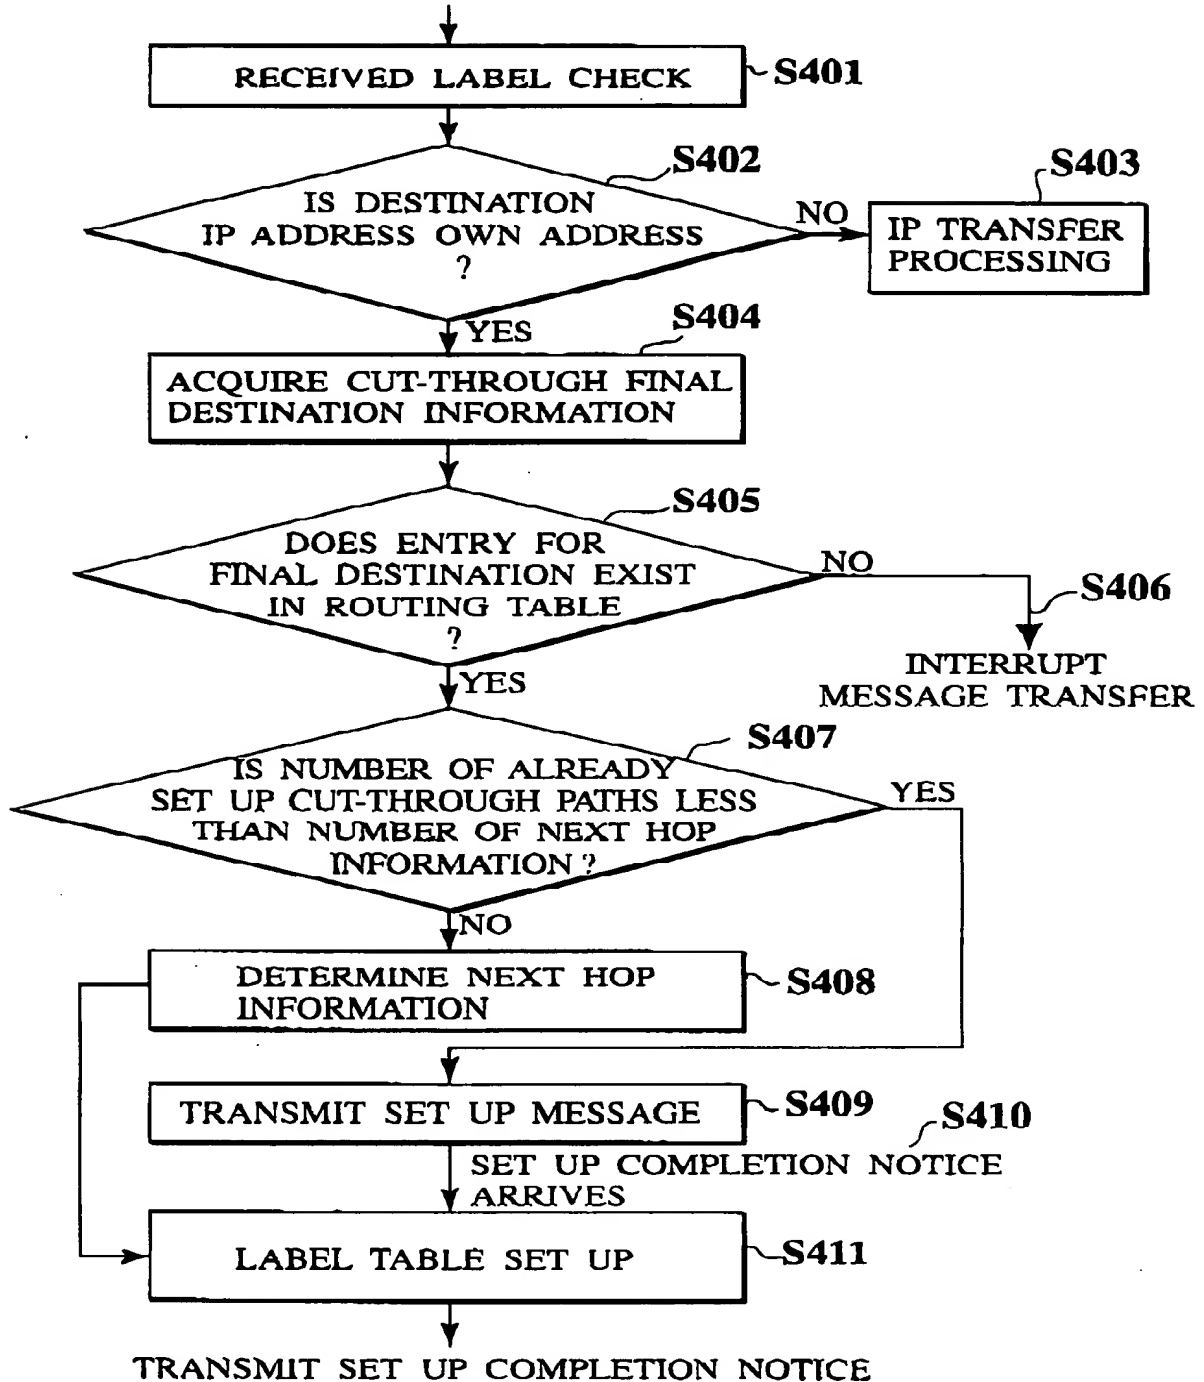 RECEIVED LABEL CHECK
S401
S402
IS DESTINATION
IP ADDRESS OWN ADDRESS
?
NO
S403
IP TRANSFER
PROCESSING
YES
S404
ACQUIRE CUT-THROUGH FINAL
DESTINATION INFORMATION
S405
DOES ENTRY FOR
FINAL DESTINATION EXIST
IN ROUTING TABLE
?
NO
S406
INTERRUPT
MESSAGE TRANSFER
YES
S407
IS NUMBER OF ALREADY
SET UP CUT-THROUGH PATHS LESS
THAN NUMBER OF NEXT HOP
INFORMATION ?
YES
NO
DETERMINE NEXT HOP
INFORMATION
S408
TRANSMIT SET UP MESSAGE
S409
S410
SET UP COMPLETION NOTICE
ARRIVES
LABEL TABLE SET UP
S411
TRANSMIT SET UP COMPLETION NOTICE